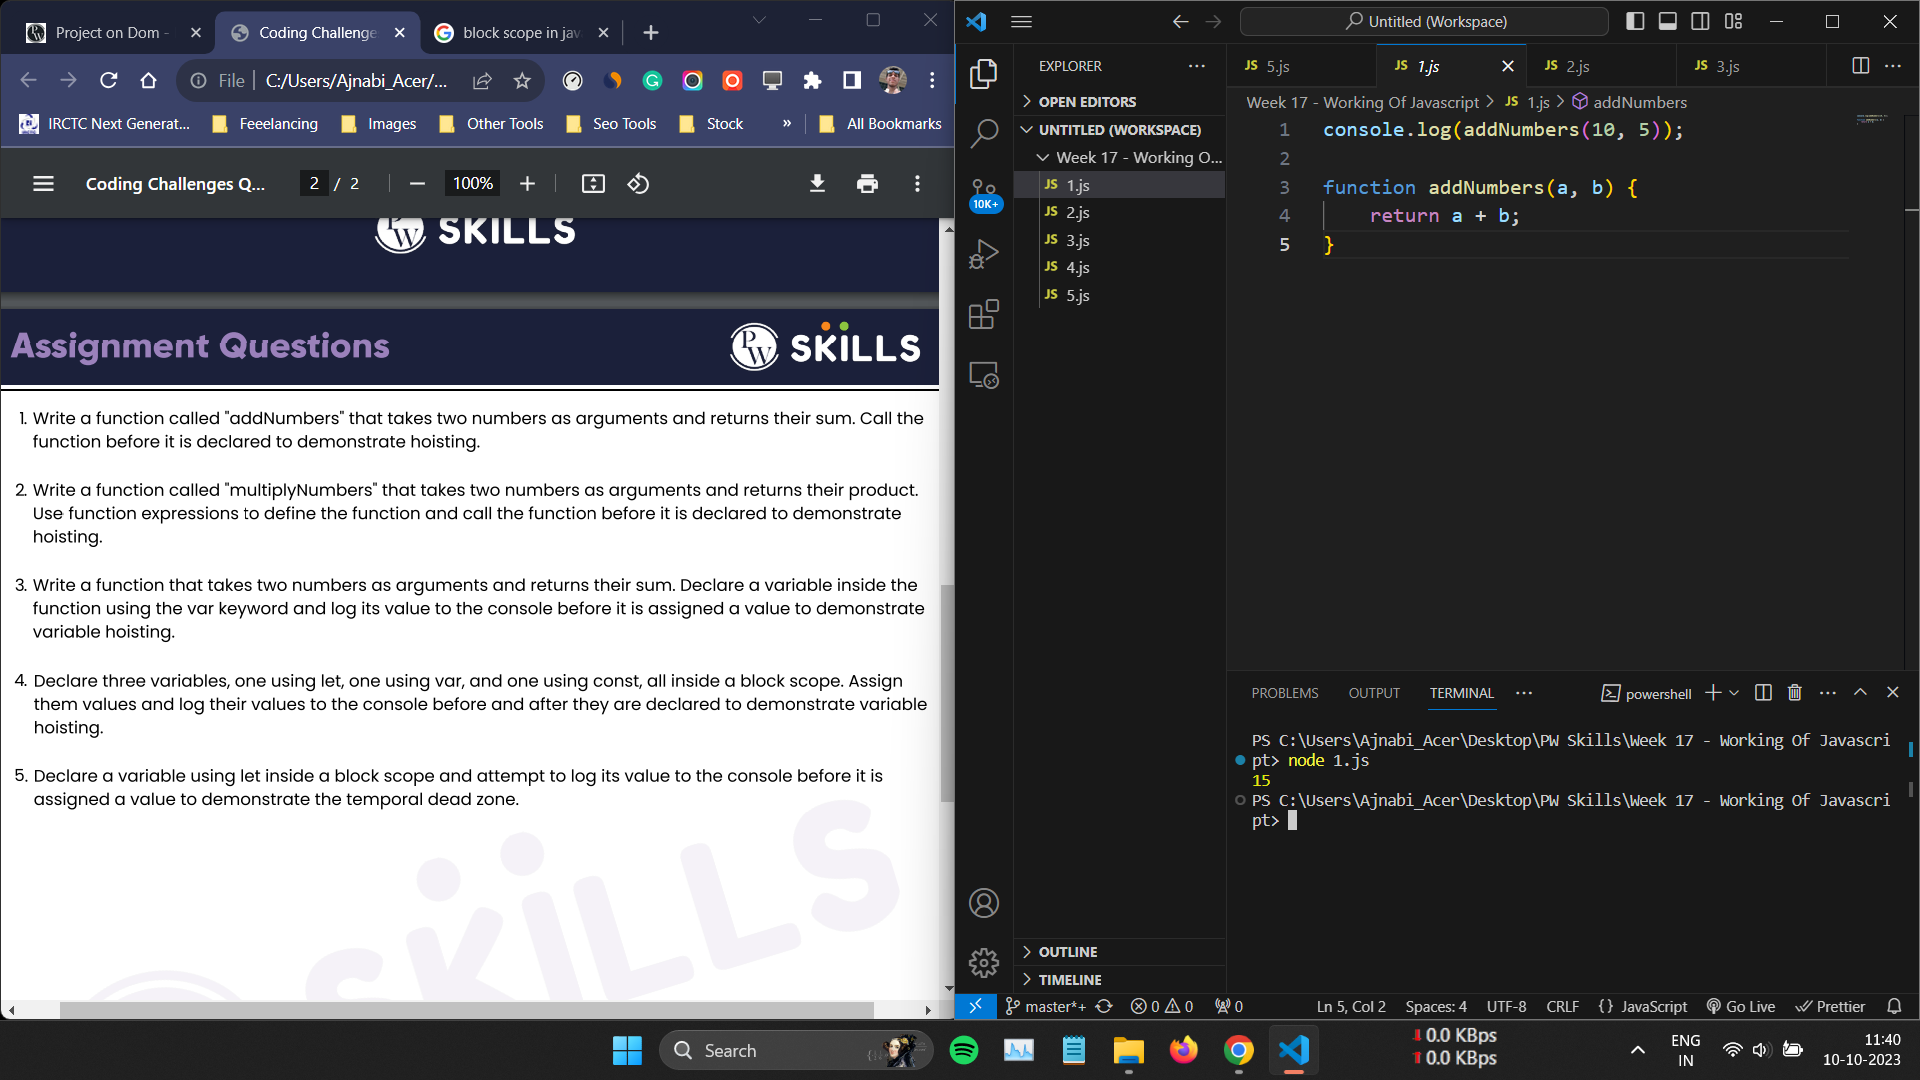 Project on Dom -
Coding Challenge
block scope in jav
File
C:/Users/Ajnabi_Acer/...
IRCTC Next Generat...
Feeelancing
Images
Other Tools
Seo Tools
Stock
»
All Bookmarks
Coding Challenges Q...
2 / 2
100%
PW SKILLS
Assignment Questions
PW SKILLS
1. Write a function called "addNumbers" that takes two numbers as arguments and returns their sum. Call the
function before it is declared to demonstrate hoisting.
2. Write a function called "multiplyNumbers" that takes two numbers as arguments and returns their product.
Use function expressions to define the function and call the function before it is declared to demonstrate
hoisting.
3. Write a function that takes two numbers as arguments and returns their sum. Declare a variable inside the
function using the var keyword and log its value to the console before it is assigned a value to demonstrate
variable hoisting.
4. Declare three variables, one using let, one using var, and one using const, all inside a block scope. Assign
them values and log their values to the console before and after they are declared to demonstrate variable
hoisting.
5. Declare a variable using let inside a block scope and attempt to log its value to the console before it is
assigned a value to demonstrate the temporal dead zone.
SKILLS
Untitled (Workspace)
10K+
EXPLORER
OPEN EDITORS
UNTITLED (WORKSPACE)
Week 17 - Working O...
JS 1.js
JS 2.js
JS 3.js
JS 4.js
JS 5.js
OUTLINE
TIMELINE
JS 5.js
JS 1.js
JS 2.js
JS 3.js
Week 17 - Working Of Javascript > JS 1.js > addNumbers
1 console.log(addNumbers(10, 5));
2
3 function addNumbers(a, b) {
4 return a + b;
5 }
PROBLEMS
OUTPUT
TERMINAL
powershell
PS C:\Users\Ajnabi_Acer\Desktop\PW Skills\Week 17 - Working Of Javascri
pt> node 1.js
15
PS C:\Users\Ajnabi_Acer\Desktop\PW Skills\Week 17 - Working Of Javascri
pt>
master*+
0
0
0
Ln 5, Col 2
Spaces: 4
UTF-8
CRLF
{} JavaScript
Go Live
Prettier
Search
0.0 KBps
0.0 KBps
ENG
IN
11:40
10-10-2023